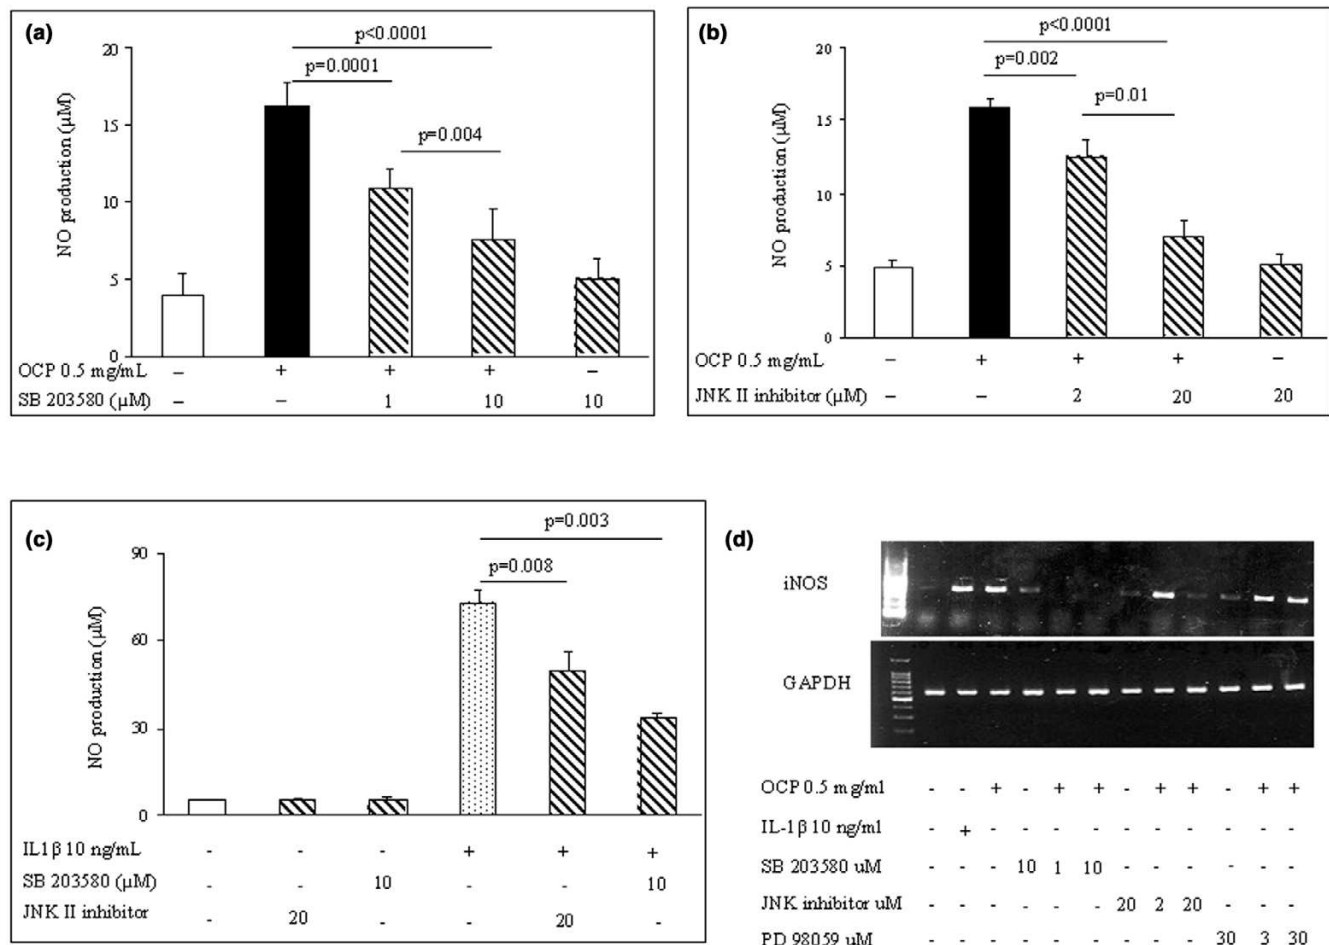 (a)
p<0.0001
p=0.0001
p=0.004
NO production (µM)
20
15
10
5
0
OCP 0.5 mg/mL – + + + –
SB 203580 (µM) – – 1 10 10
(b)
p<0.0001
p=0.002
p=0.01
NO production (µM)
20
15
10
5
0
OCP 0.5 mg/mL – + + + –
JNK II inhibitor (µM) – – 2 20 20
(c)
p=0.003
p=0.008
NO production (µM)
90
60
30
0
IL1β 10 ng/mL - - - + + +
SB 203580 (µM) - - 10 - - 10
JNK II inhibitor - 20 - - 20 -
(d)
iNOS
GAPDH
OCP 0.5 mg/ml - - + - + + - + + - + +
IL-1β 10 ng/ml - + - - - - - - - - - -
SB 203580 uM - - - 10 1 10 - - - - - -
JNK inhibitor uM - - - - - - 20 2 20 - - -
PD 98059 uM - - - - - - - - - 30 3 30